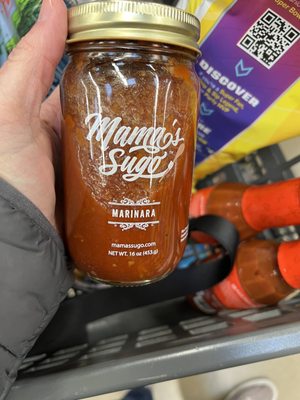 Mama's
Sugo
MARINARA
mamassugo.com
NET WT. 16 oz (453g)
DISCOVER